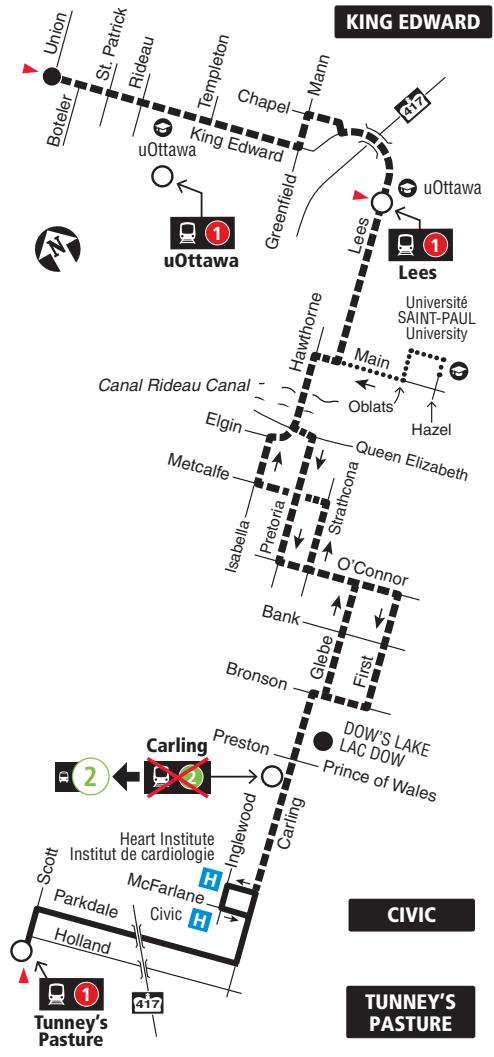 KING EDWARD
Union
St. Patrick
Rideau
Templeton
Mann
Chapel
417
Boteler
King Edward
uOttawa
Greenfield
uOttawa
1
uOttawa
Lees
1
Lees
N
Université
SAINT-PAUL
University
Hawthorne
Main
Oblats
Hazel
Canal Rideau Canal
Elgin
Queen Elizabeth
Metcalfe
Strathcona
Isabella
Pretoria
O'Connor
Bank
Glebe
First
Bronson
DOW'S LAKE
LAC DOW
Carling
Preston
Prince of Wales
2
2
Inglewood
Carling
Heart Institute
Institut de cardiologie
H
McFarlane
Civic
H
Scott
Parkdale
Holland
CIVIC
1
417
Tunney's
Pasture
TUNNEY'S
PASTURE